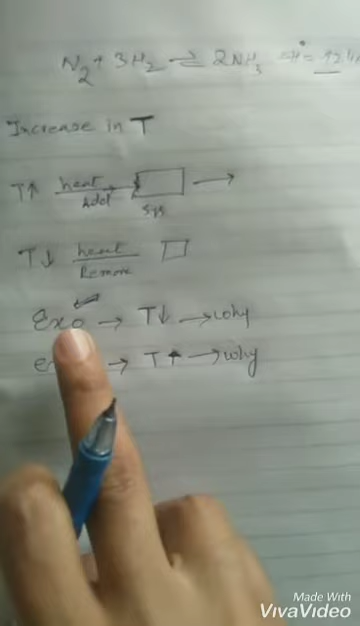 N₂ + 3H₂ ⇌ 2NH₃
Increase in T
T↑ heat Add → sys →
T↓ heat Remove
Exo → T↓ → why
→ T↑ → why
Made With
VivaVideo